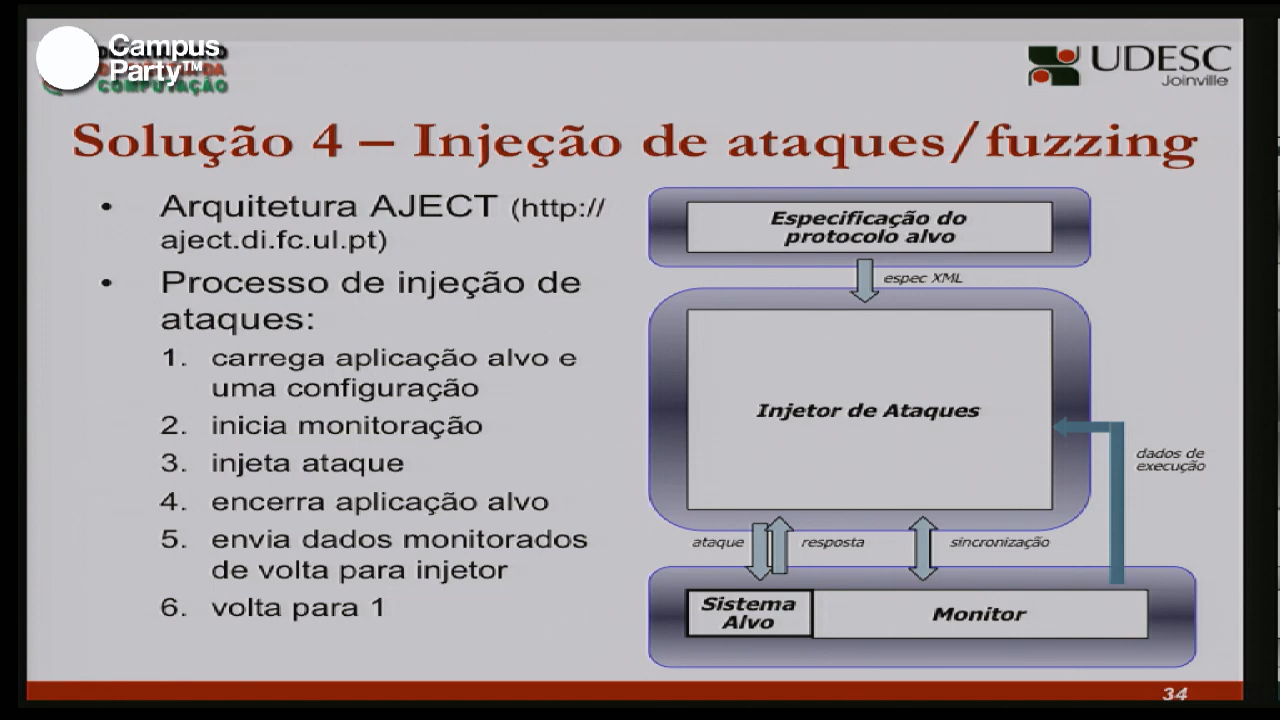 Campus
Party™
COMPUTAÇÃO
UDESC
Joinville
Solução 4 – Injeção de ataques/fuzzing
• Arquitetura AJECT (http://
aject.di.fc.ul.pt)
• Processo de injeção de
ataques:
1. carrega aplicação alvo e
uma configuração
2. inicia monitoração
3. injeta ataque
4. encerra aplicação alvo
5. envia dados monitorados
de volta para injetor
6. volta para 1
Especificação do
protocolo alvo
espec XML
Injetor de Ataques
dados de
execução
ataque
resposta
sincronização
Sistema
Alvo
Monitor
34